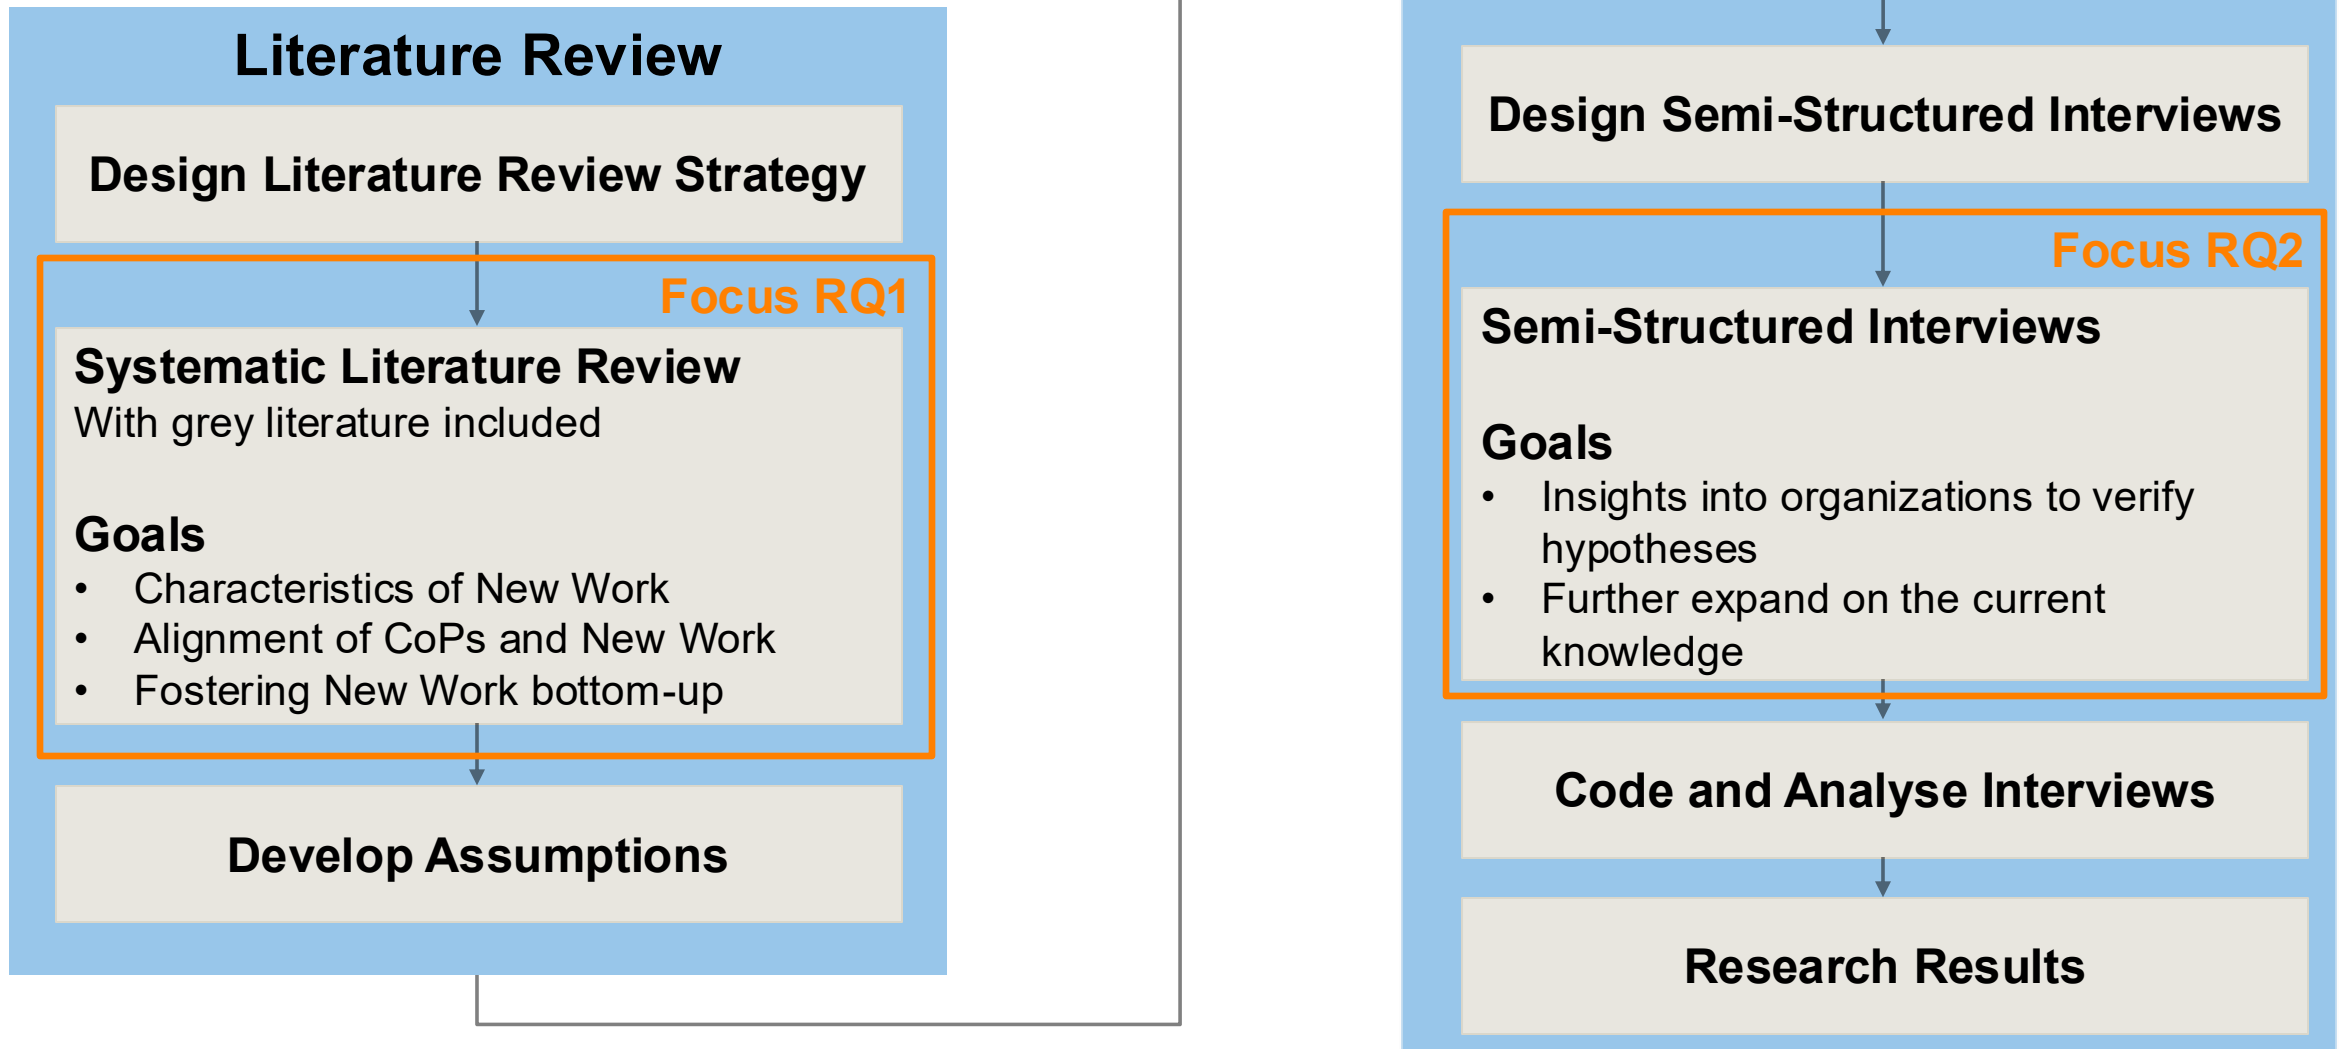 Literature Review
Design Literature Review Strategy
Focus RQ1
Systematic Literature Review
With grey literature included
Goals
• Characteristics of New Work
• Alignment of CoPs and New Work
• Fostering New Work bottom-up
Develop Assumptions
Design Semi-Structured Interviews
Focus RQ2
Semi-Structured Interviews
Goals
• Insights into organizations to verify
hypotheses
• Further expand on the current
knowledge
Code and Analyse Interviews
Research Results